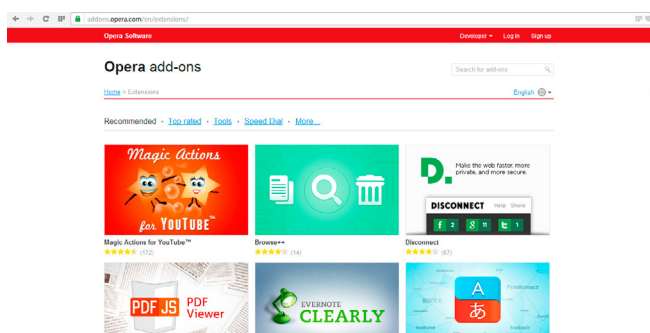 addons.opera.com/en/extensions/
Opera Software
Developer
Log in
Sign up
Opera add-ons
Search for add-ons
Home > Extensions
English
Recommended · Top rated · Tools · Speed Dial · More...
Magic Actions
for YOUTUBE™
Make the web faster, more
private, and more secure.
D.
DISCONNECT Help Share
f 2 8 11 t 1
Magic Actions for YouTube™
(172)
Browse++
(14)
Disconnect
(67)
PDF JS
PDF
Viewer
EVERNOTE
CLEARLY
A
あ